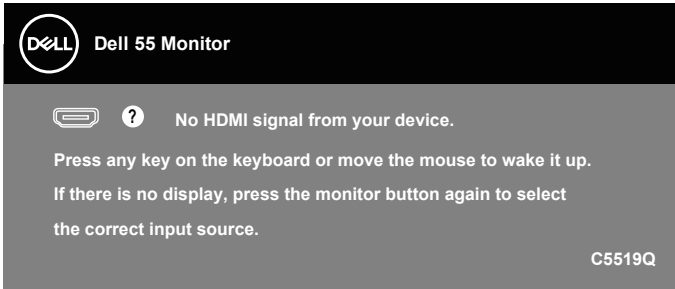 DELL Dell 55 Monitor
? No HDMI signal from your device.
Press any key on the keyboard or move the mouse to wake it up.
If there is no display, press the monitor button again to select
the correct input source.
C5519Q